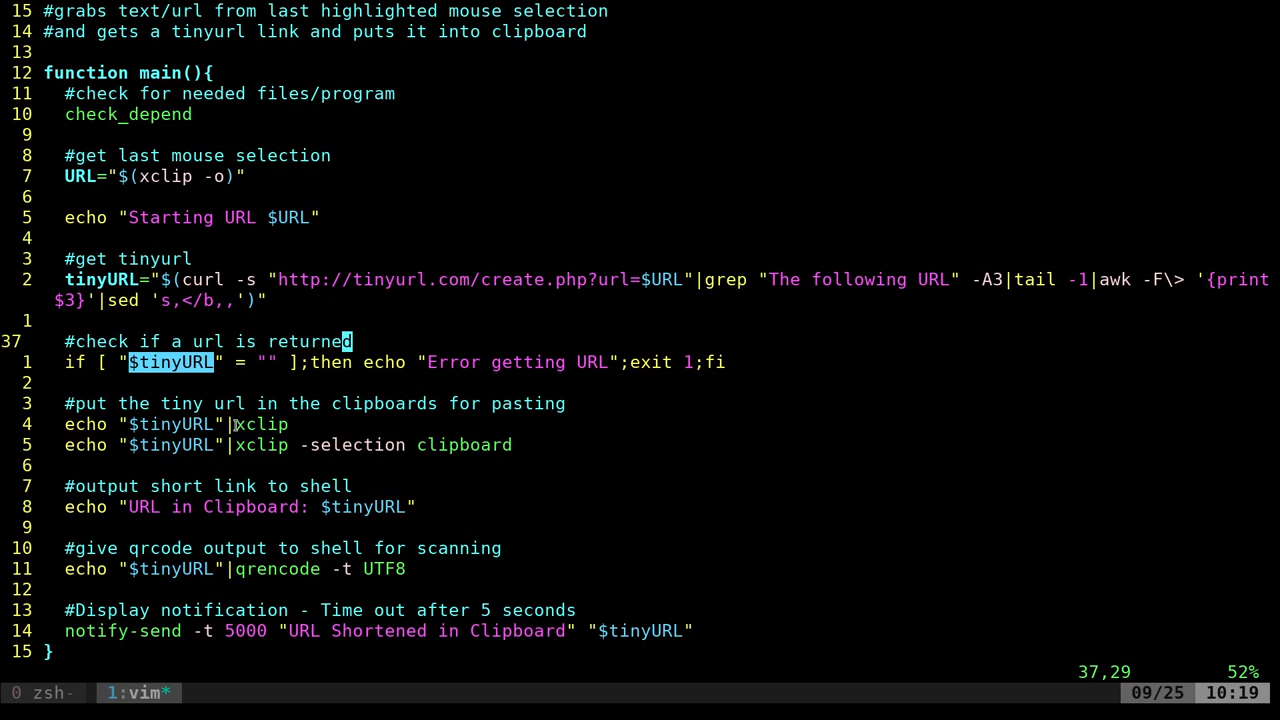 15 #grabs text/url from last highlighted mouse selection
14 #and gets a tinyurl link and puts it into clipboard
13
12 function main(){
11   #check for needed files/program
10   check_depend
9
8   #get last mouse selection
7   URL="$(xclip -o)"
6
5   echo "Starting URL $URL"
4
3   #get tinyurl
2   tinyURL="$(curl -s "http://tinyurl.com/create.php?url=$URL"|grep "The following URL" -A3|tail -1|awk -F\> '{print
$3}'|sed 's,</b,,')"
1
37   #check if a url is returned
1   if [ "$tinyURL" = "" ];then echo "Error getting URL";exit 1;fi
2
3   #put the tiny url in the clipboards for pasting
4   echo "$tinyURL"|xclip
5   echo "$tinyURL"|xclip -selection clipboard
6
7   #output short link to shell
8   echo "URL in Clipboard: $tinyURL"
9
10   #give qrcode output to shell for scanning
11   echo "$tinyURL"|qrencode -t UTF8
12
13   #Display notification - Time out after 5 seconds
14   notify-send -t 5000 "URL Shortened in Clipboard" "$tinyURL"
15 }
37,29 52%
0 zsh- 1:vim* 09/25 10:19